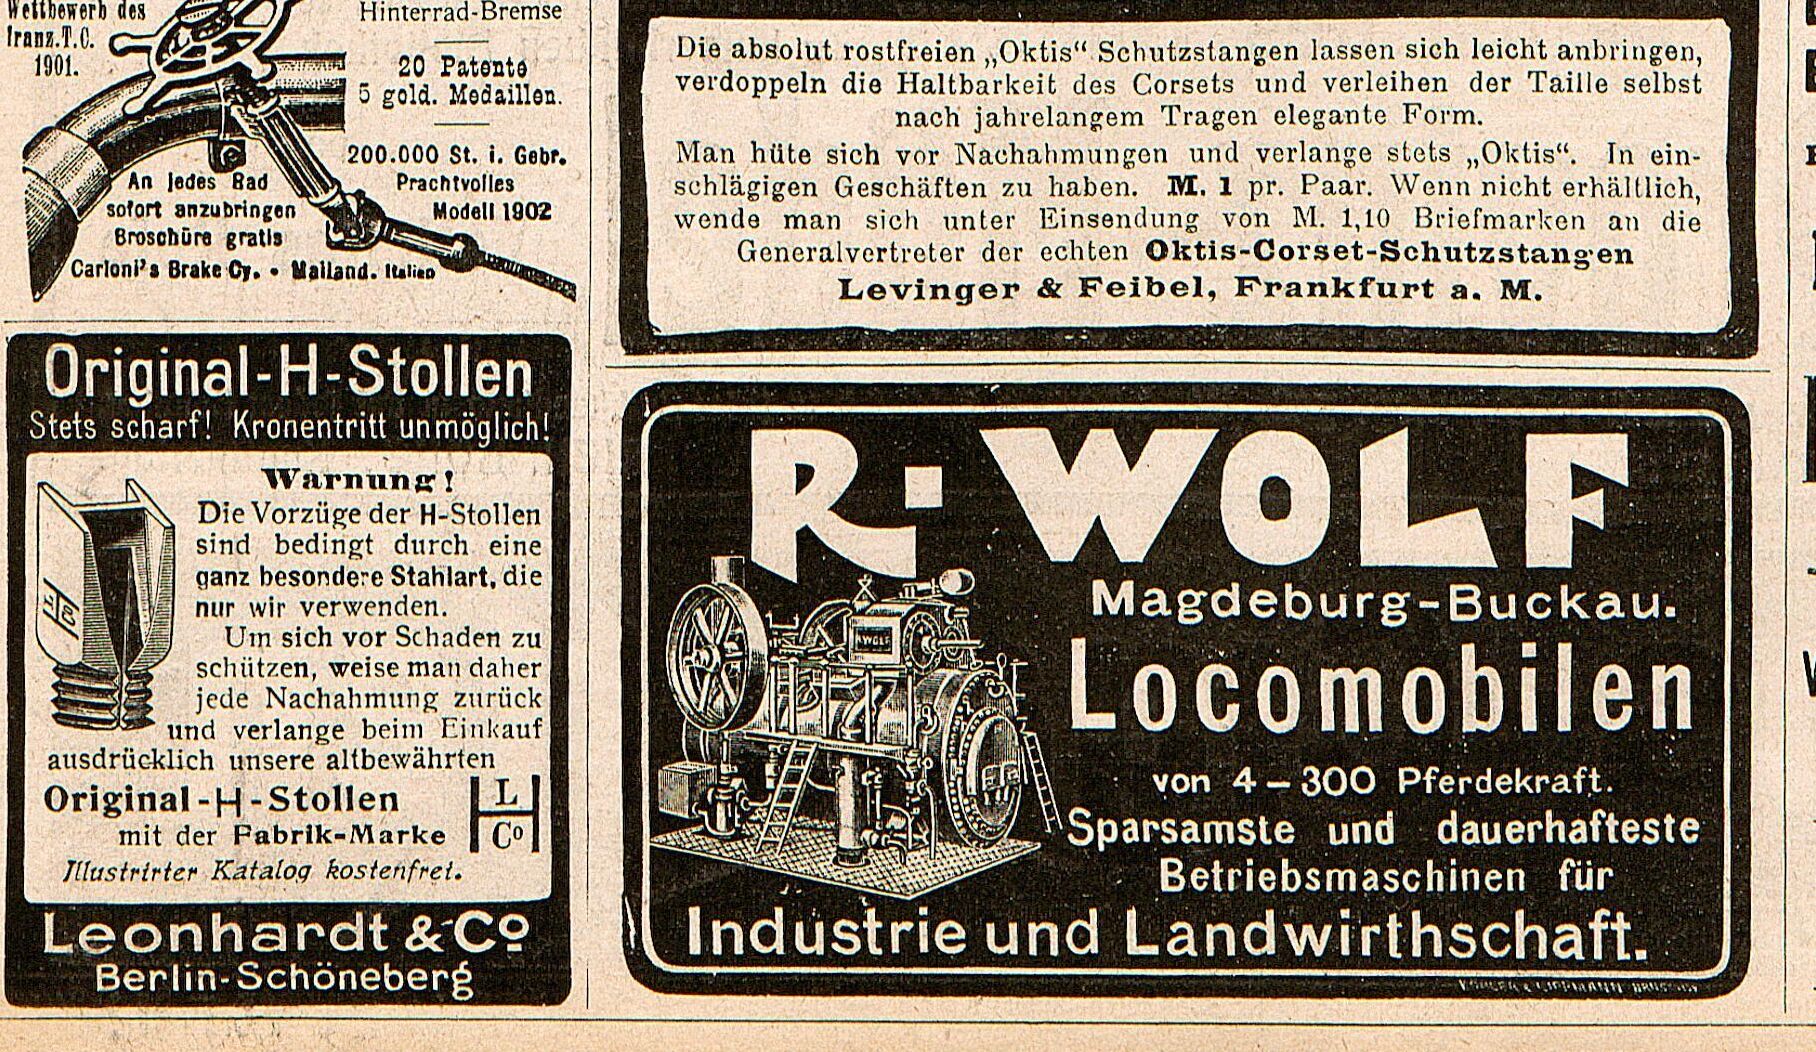 Wettbewerb des
franz. T.C.
1901.
Hinterrad-Bremse
20 Patente
5 gold. Medaillen.
200.000 St. i. Gebr.
Prachtvolles
Modell 1902
An jedes Rad
sofort anzubringen
Broschüre gratis
Carloni's Brake Cy. • Mailand. Italien
Original-H-Stollen
Stets scharf! Kronentritt unmöglich!
Warnung!
Die Vorzüge der H-Stollen
sind bedingt durch eine
ganz besondere Stahlart, die
nur wir verwenden.
Um sich vor Schaden zu
schützen, weise man daher
jede Nachahmung zurück
und verlange beim Einkauf
ausdrücklich unsere altbewährten
Original-H-Stollen
mit der Fabrik-Marke
L
Co
Illustrirter Katalog kostenfrei.
Leonhardt & Co
Berlin-Schöneberg
Die absolut rostfreien „Oktis“ Schutzstangen lassen sich leicht anbringen,
verdoppeln die Haltbarkeit des Corsets und verleihen der Taille selbst
nach jahrelangem Tragen elegante Form.
Man hüte sich vor Nachahmungen und verlange stets „Oktis“. In ein-
schlägigen Geschäften zu haben. M. 1 pr. Paar. Wenn nicht erhältlich,
wende man sich unter Einsendung von M. 1,10 Briefmarken an die
Generalvertreter der echten Oktis-Corset-Schutzstangen
Levinger & Feibel, Frankfurt a. M.
R. WOLF
R. WOLF
Magdeburg-Buckau.
Locomobilen
von 4–300 Pferdekraft.
Sparsamste und dauerhafteste
Betriebsmaschinen für
Industrie und Landwirthschaft.